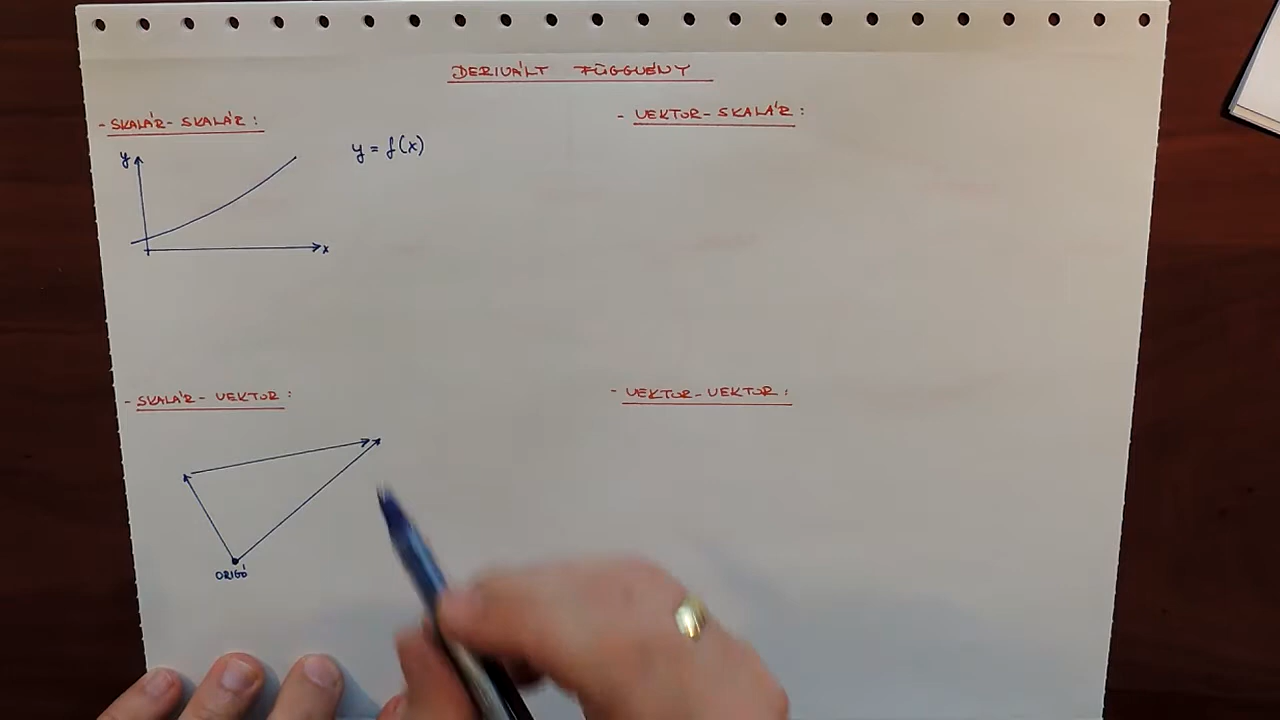 DERIVÁLT FÜGGVÉNY
- SKALÁR - SKALÁR :
y
y = f(x)
x
- VEKTOR - SKALÁR :
- SKALÁR - VEKTOR :
ORIGÓ
- VEKTOR - VEKTOR :